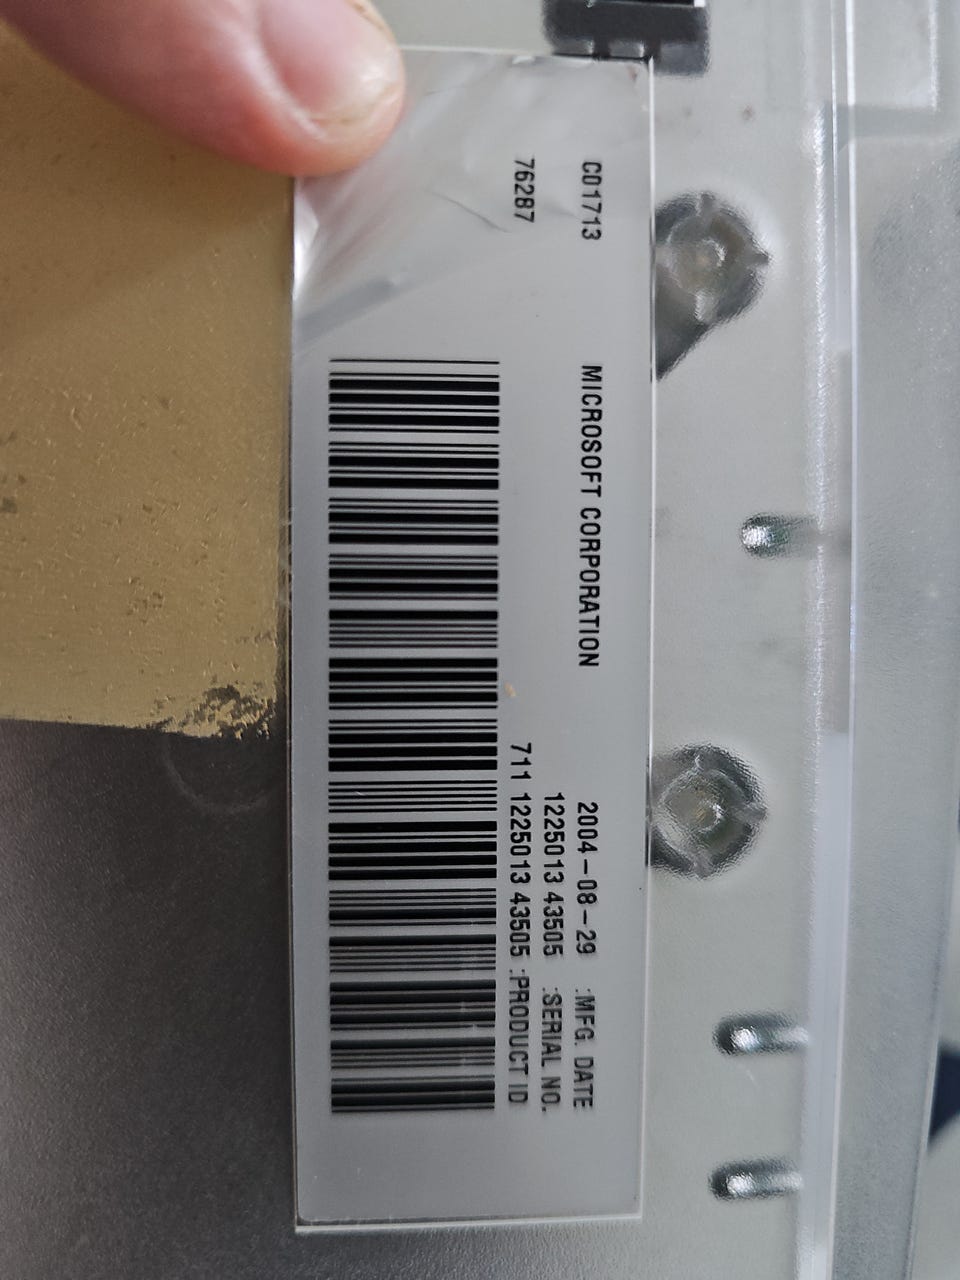 C01713 MICROSOFT CORPORATION 2004-08-29 :MFG. DATE
1225013 43505 :SERIAL NO.
76287 711 1225013 43505 :PRODUCT ID